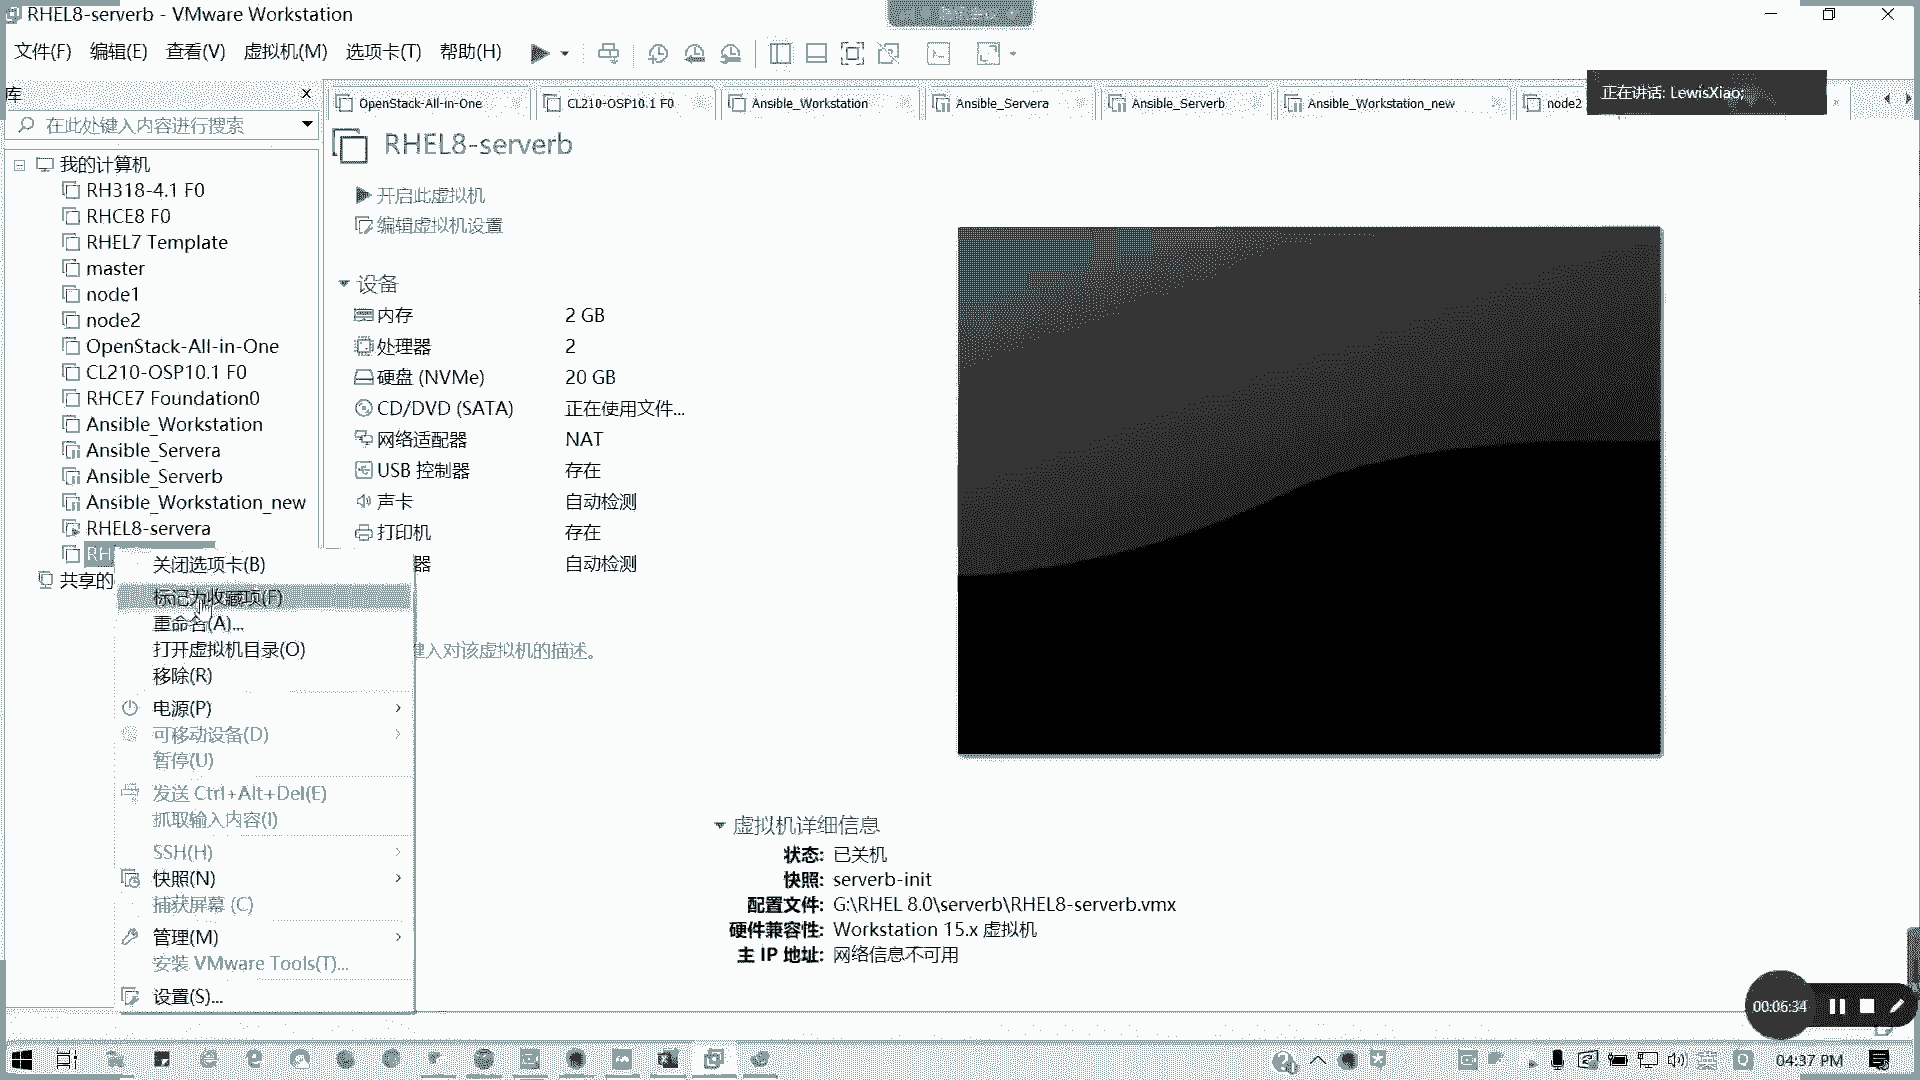 RHEL8-serverb - VMware Workstation
文件(F) 编辑(E) 查看(V) 虚拟机(M) 选项卡(T) 帮助(H)
正在讲话: LewisXiao;
库
OpenStack-All-in-One
CL210-OSP10.1 F0
Ansible_Workstation
Ansible_Servera
Ansible_Serverb
Ansible_Workstation_new
node2
在此处键入内容进行搜索
RHEL8-serverb
我的计算机
RH318-4.1 F0
RHCE8 F0
RHEL7 Template
master
node1
node2
OpenStack-All-in-One
CL210-OSP10.1 F0
RHCE7 Foundation0
Ansible_Workstation
Ansible_Servera
Ansible_Serverb
Ansible_Workstation_new
RHEL8-servera
RH
共享的
开启此虚拟机
编辑虚拟机设置
设备
内存 2 GB
处理器 2
硬盘 (NVMe) 20 GB
CD/DVD (SATA) 正在使用文件...
网络适配器 NAT
USB 控制器 存在
声卡 自动检测
打印机 存在
器 自动检测
键入对该虚拟机的描述。
关闭选项卡(B)
标记为收藏项(F)
重命名(A)...
打开虚拟机目录(O)
移除(R)
电源(P)
可移动设备(D)
暂停(U)
发送 Ctrl+Alt+Del(E)
抓取输入内容(I)
SSH(H)
快照(N)
捕获屏幕 (C)
管理(M)
安装 VMware Tools(T)...
设置(S)...
虚拟机详细信息
状态: 已关机
快照: serverb-init
配置文件: G:\RHEL 8.0\serverb\RHEL8-serverb.vmx
硬件兼容性: Workstation 15.x 虚拟机
主 IP 地址: 网络信息不可用
00:06:34
英
04:37 PM